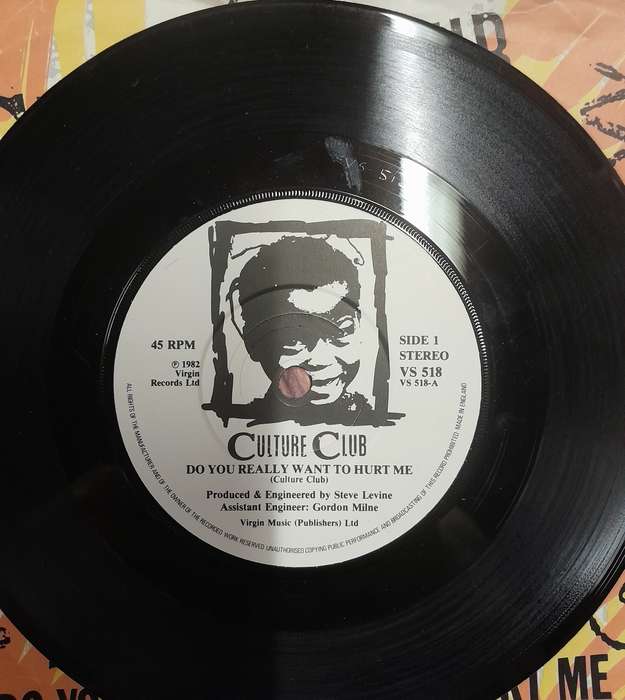 45 RPM
℗ 1982
Virgin
Records Ltd
SIDE 1
STEREO
VS 518
VS 518-A
CULTURE CLUB
DO YOU REALLY WANT TO HURT ME
(Culture Club)
Produced & Engineered by Steve Levine
Assistant Engineer: Gordon Milne
Virgin Music (Publishers) Ltd
ALL RIGHTS OF THE MANUFACTURER AND OF THE OWNER OF THE RECORDED WORK RESERVED UNAUTHORISED COPYING PUBLIC PERFORMANCE AND BROADCASTING OF THIS RECORD PROHIBITED MADE IN ENGLAND
ME